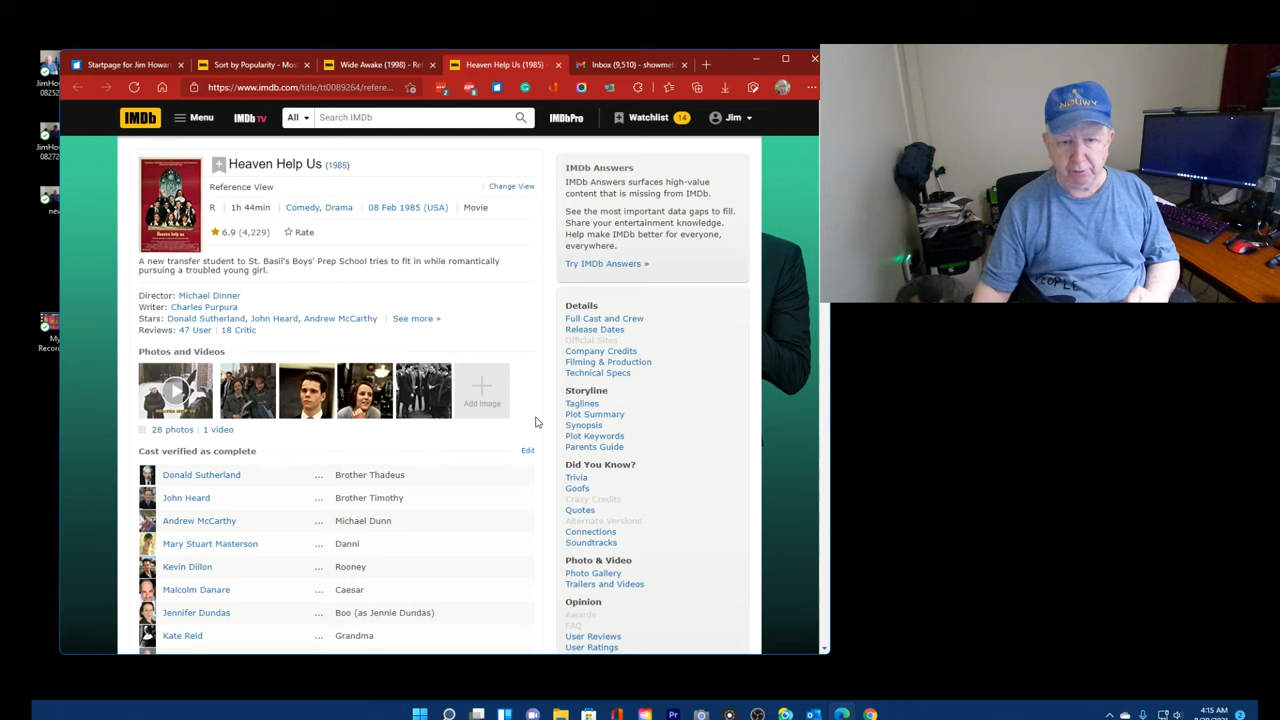 Startpage for Jim Howar
Sort by Popularity - Mos
Wide Awake (1998) - Ref
Heaven Help Us (1985) -
Inbox (9,510) - showmeb
https://www.imdb.com/title/tt0089264/refere...
IMDb
Menu
IMDb TV
All
Search IMDb
IMDbPro
Watchlist 14
Jim
Heaven Help Us (1985)
Reference View
Change View
R | 1h 44min | Comedy, Drama | 08 Feb 1985 (USA) | Movie
6.9 (4,229) Rate
A new transfer student to St. Basil's Boys' Prep School tries to fit in while romantically
pursuing a troubled young girl.
Director: Michael Dinner
Writer: Charles Purpura
Stars: Donald Sutherland, John Heard, Andrew McCarthy | See more »
Reviews: 47 User | 18 Critic
Photos and Videos
Add Image
28 photos | 1 video
Cast verified as complete
Edit
Donald Sutherland ... Brother Thadeus
John Heard ... Brother Timothy
Andrew McCarthy ... Michael Dunn
Mary Stuart Masterson ... Danni
Kevin Dillon ... Rooney
Malcolm Danare ... Caesar
Jennifer Dundas ... Boo (as Jennie Dundas)
Kate Reid ... Grandma
IMDb Answers
IMDb Answers surfaces high-value
content that is missing from IMDb.
See the most important data gaps to fill.
Share your entertainment knowledge.
Help make IMDb better for everyone,
everywhere.
Try IMDb Answers »
Details
Full Cast and Crew
Release Dates
Official Sites
Company Credits
Filming & Production
Technical Specs
Storyline
Taglines
Plot Summary
Synopsis
Plot Keywords
Parents Guide
Did You Know?
Trivia
Goofs
Crazy Credits
Quotes
Alternate Versions
Connections
Soundtracks
Photo & Video
Photo Gallery
Trailers and Videos
Opinion
Awards
FAQ
User Reviews
User Ratings
PEOPLE
4:15 AM